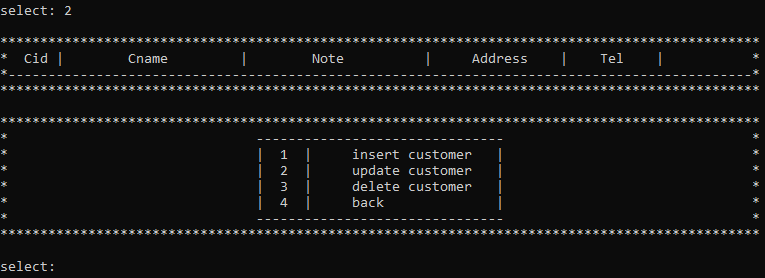 select: 2
**********************************************************************************************
*  Cid |        Cname         |        Note          |     Address    |    Tel    |           *
*---------------------------------------------------------------------------------------------*
**********************************************************************************************
**********************************************************************************************
*                               -------------------------------                               *
*                               |  1  |     insert customer   |                               *
*                               |  2  |     update customer   |                               *
*                               |  3  |     delete customer   |                               *
*                               |  4  |     back              |                               *
*                               -------------------------------                               *
**********************************************************************************************
select: